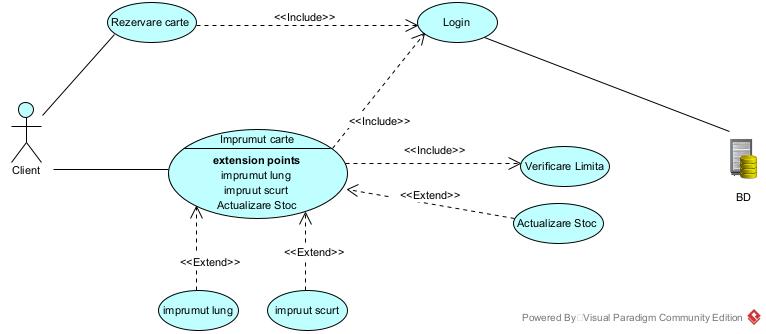 Rezervare carte
<<Include>>
Login
<<Include>>
Client
Imprumut carte
extension points
imprumut lung
impruut scurt
Actualizare Stoc
<<Include>>
Verificare Limita
<<Extend>>
Actualizare Stoc
BD
<<Extend>>
<<Extend>>
imprumut lung
impruut scurt
Powered By Visual Paradigm Community Edition